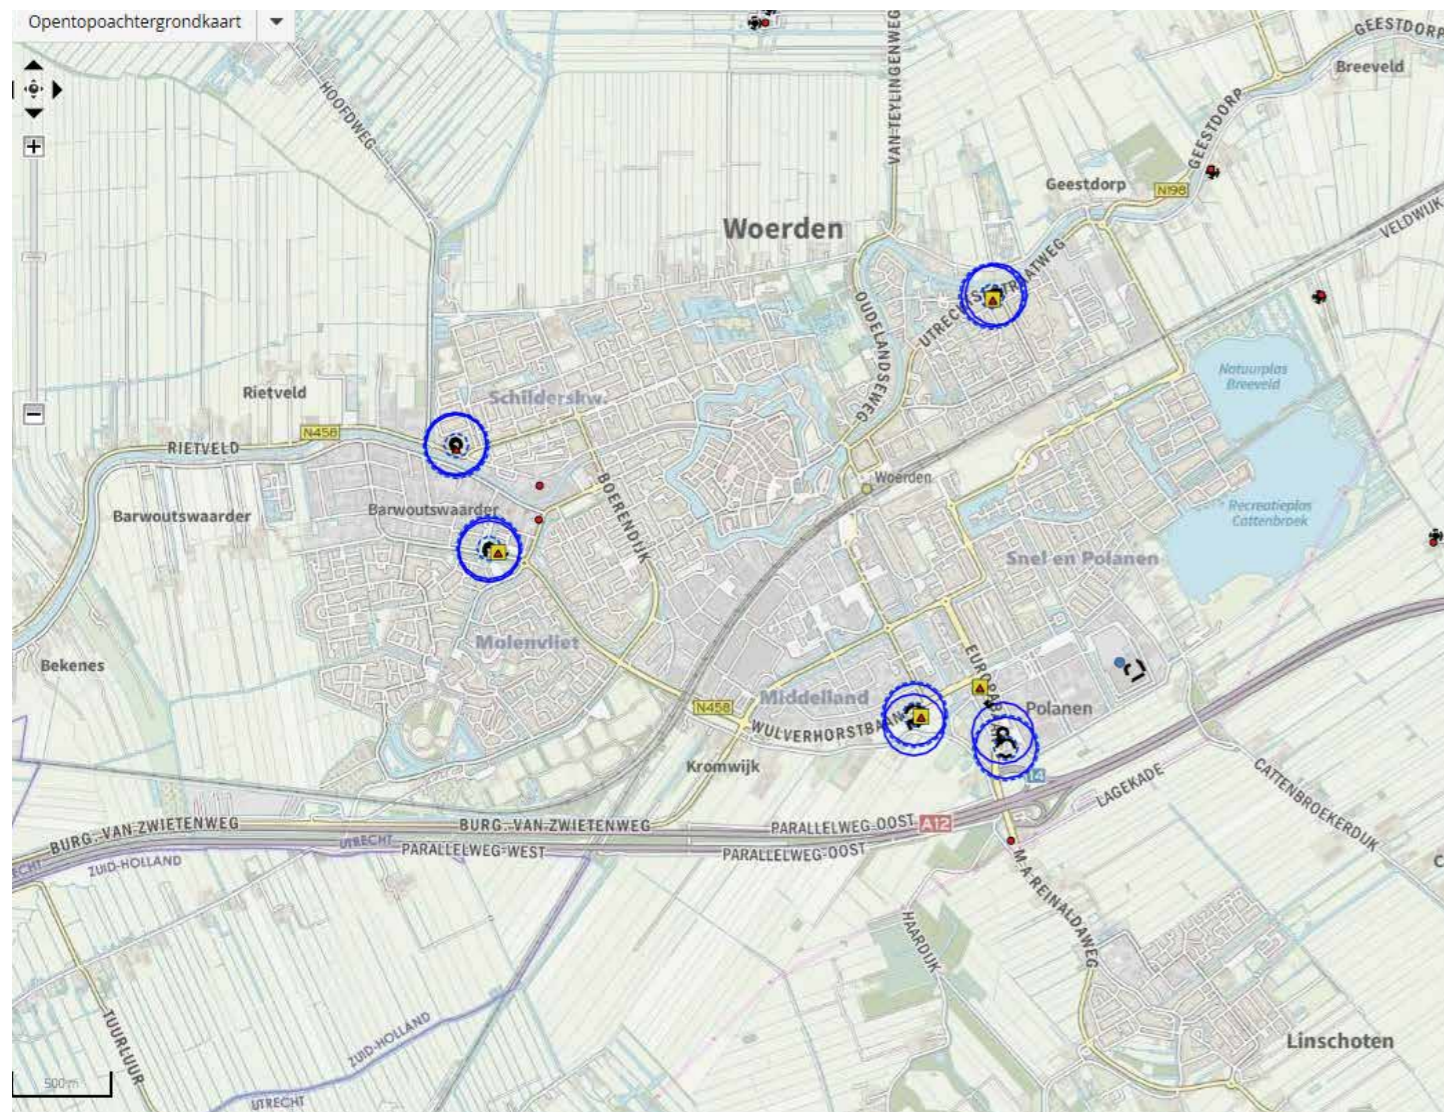 Opentopoachtergrondkaart
GEESTDORP
Breeveld
HOOFDWEG
VAN-TEYLINGENWEG
GEESTDORP
Geestdorp
N198
VELDWIJK
Woerden
UTRECHTSESTRAATWEG
OUDELANDSEWEG
Natuurplas
Breeveld
Rietveld
Schilderskw.
N458
RIETVELD
Woerden
BOERENDIJK
Barwoutswaarder
Barwoutswaarder
Recreatieplas
Cattenbroek
Snel en Polanen
Molenvliet
Bekenes
EUROPABAAN
Middelland
N458
Polanen
WULVERHORSTBAAN
Kromwijk
14
LAGEKADE
CATTENBROEKERDIJK
BURG.-VAN-ZWIETENWEG
BURG.-VAN-ZWIETENWEG
PARALLELWEG-OOST
A12
UTRECHT
PARALLELWEG-WEST
PARALLELWEG-OOST
ZUID-HOLLAND
M-A-REINALDAWEG
HAARDIJK
TUURLUUR
ZUID-HOLLAND
Linschoten
500 m
UTRECHT